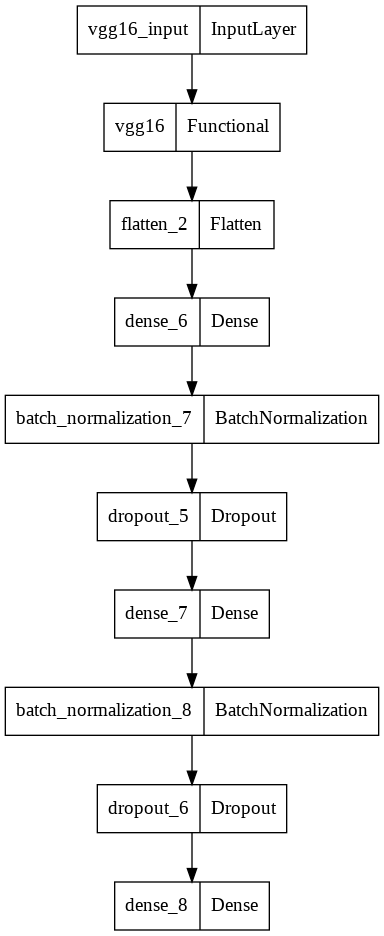 vgg16_input InputLayer
vgg16 Functional
flatten_2 Flatten
dense_6 Dense
batch_normalization_7 BatchNormalization
dropout_5 Dropout
dense_7 Dense
batch_normalization_8 BatchNormalization
dropout_6 Dropout
dense_8 Dense